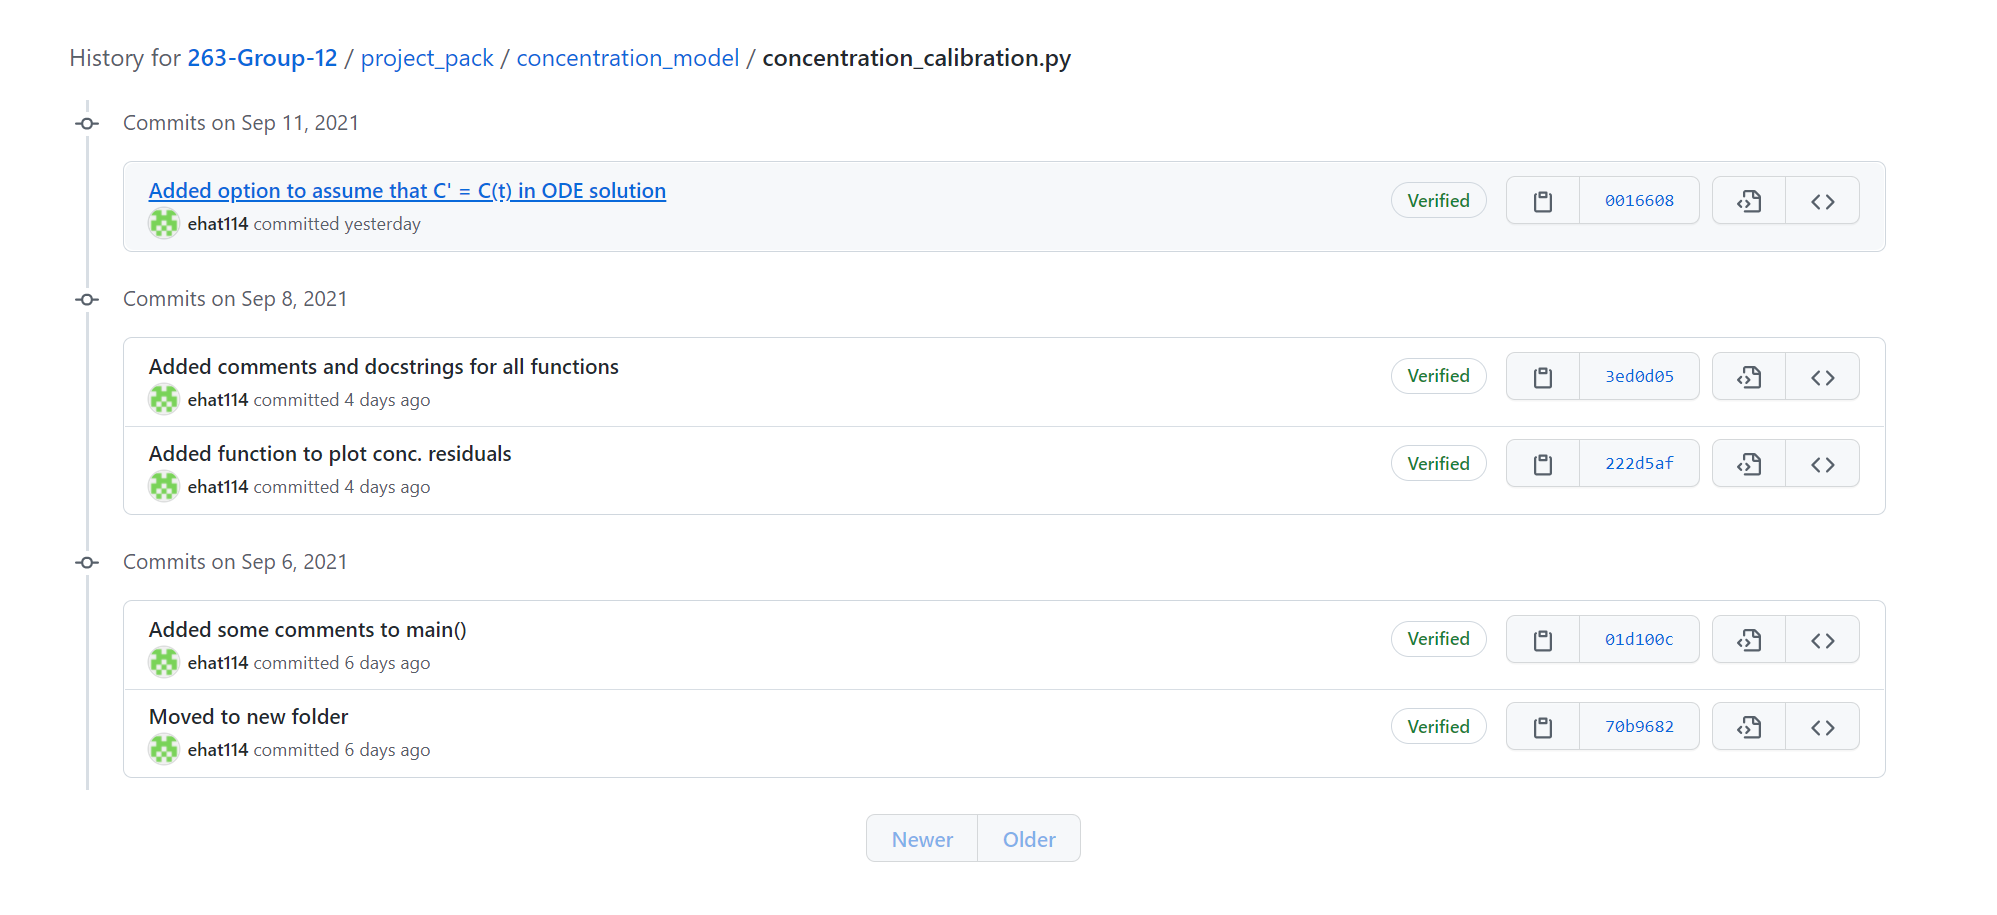 History for 263-Group-12 / project_pack / concentration_model / concentration_calibration.py
Commits on Sep 11, 2021
Added option to assume that C' = C(t) in ODE solution
ehat114 committed yesterday
Verified
0016608
Commits on Sep 8, 2021
Added comments and docstrings for all functions
ehat114 committed 4 days ago
Verified
3ed0d05
Added function to plot conc. residuals
ehat114 committed 4 days ago
Verified
222d5af
Commits on Sep 6, 2021
Added some comments to main()
ehat114 committed 6 days ago
Verified
01d100c
Moved to new folder
ehat114 committed 6 days ago
Verified
70b9682
Newer
Older